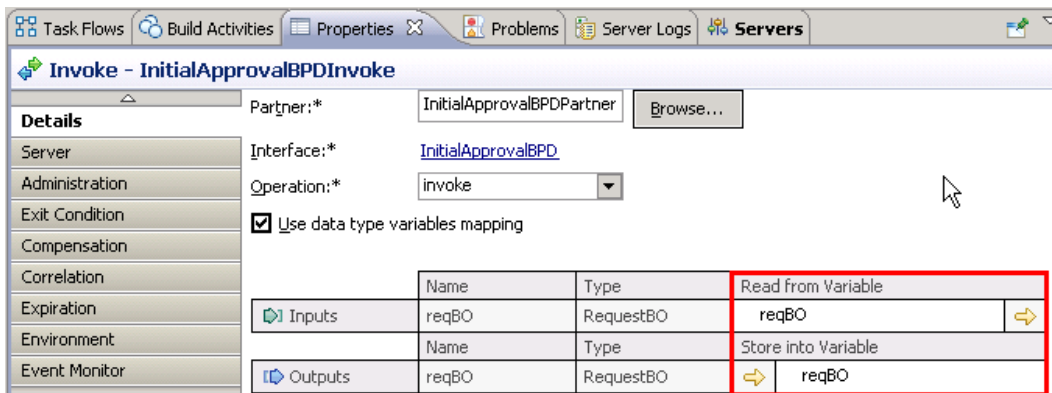 Task Flows Build Activities Properties Problems Server Logs Servers
Invoke - InitialApprovalBPDInvoke
Details
Server
Administration
Exit Condition
Compensation
Correlation
Expiration
Environment
Event Monitor
Partner:* InitialApprovalBPDPartner Browse...
Interface:* InitialApprovalBPD
Operation:* invoke
Use data type variables mapping
Name Type Read from Variable
Inputs reqBO RequestBO reqBO
Name Type Store into Variable
Outputs reqBO RequestBO reqBO